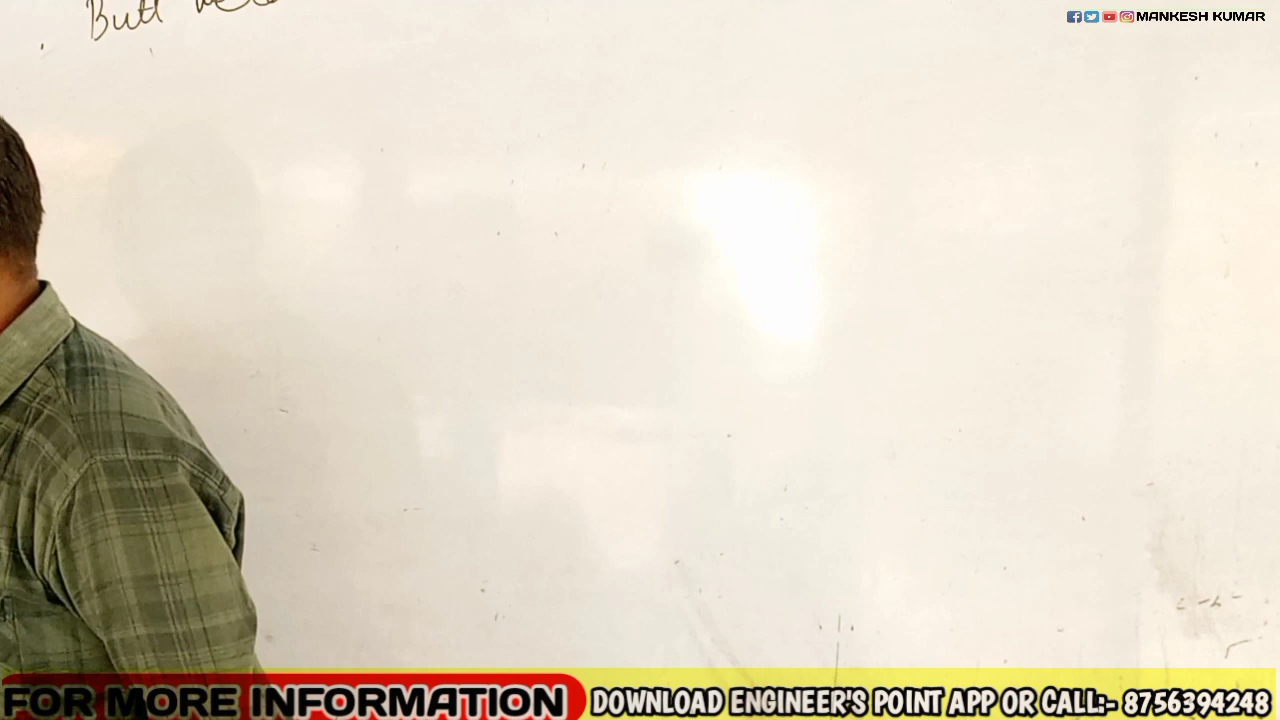 MANKESH KUMAR
Butt
FOR MORE INFORMATION
DOWNLOAD ENGINEER'S POINT APP OR CALL:- 8756394248